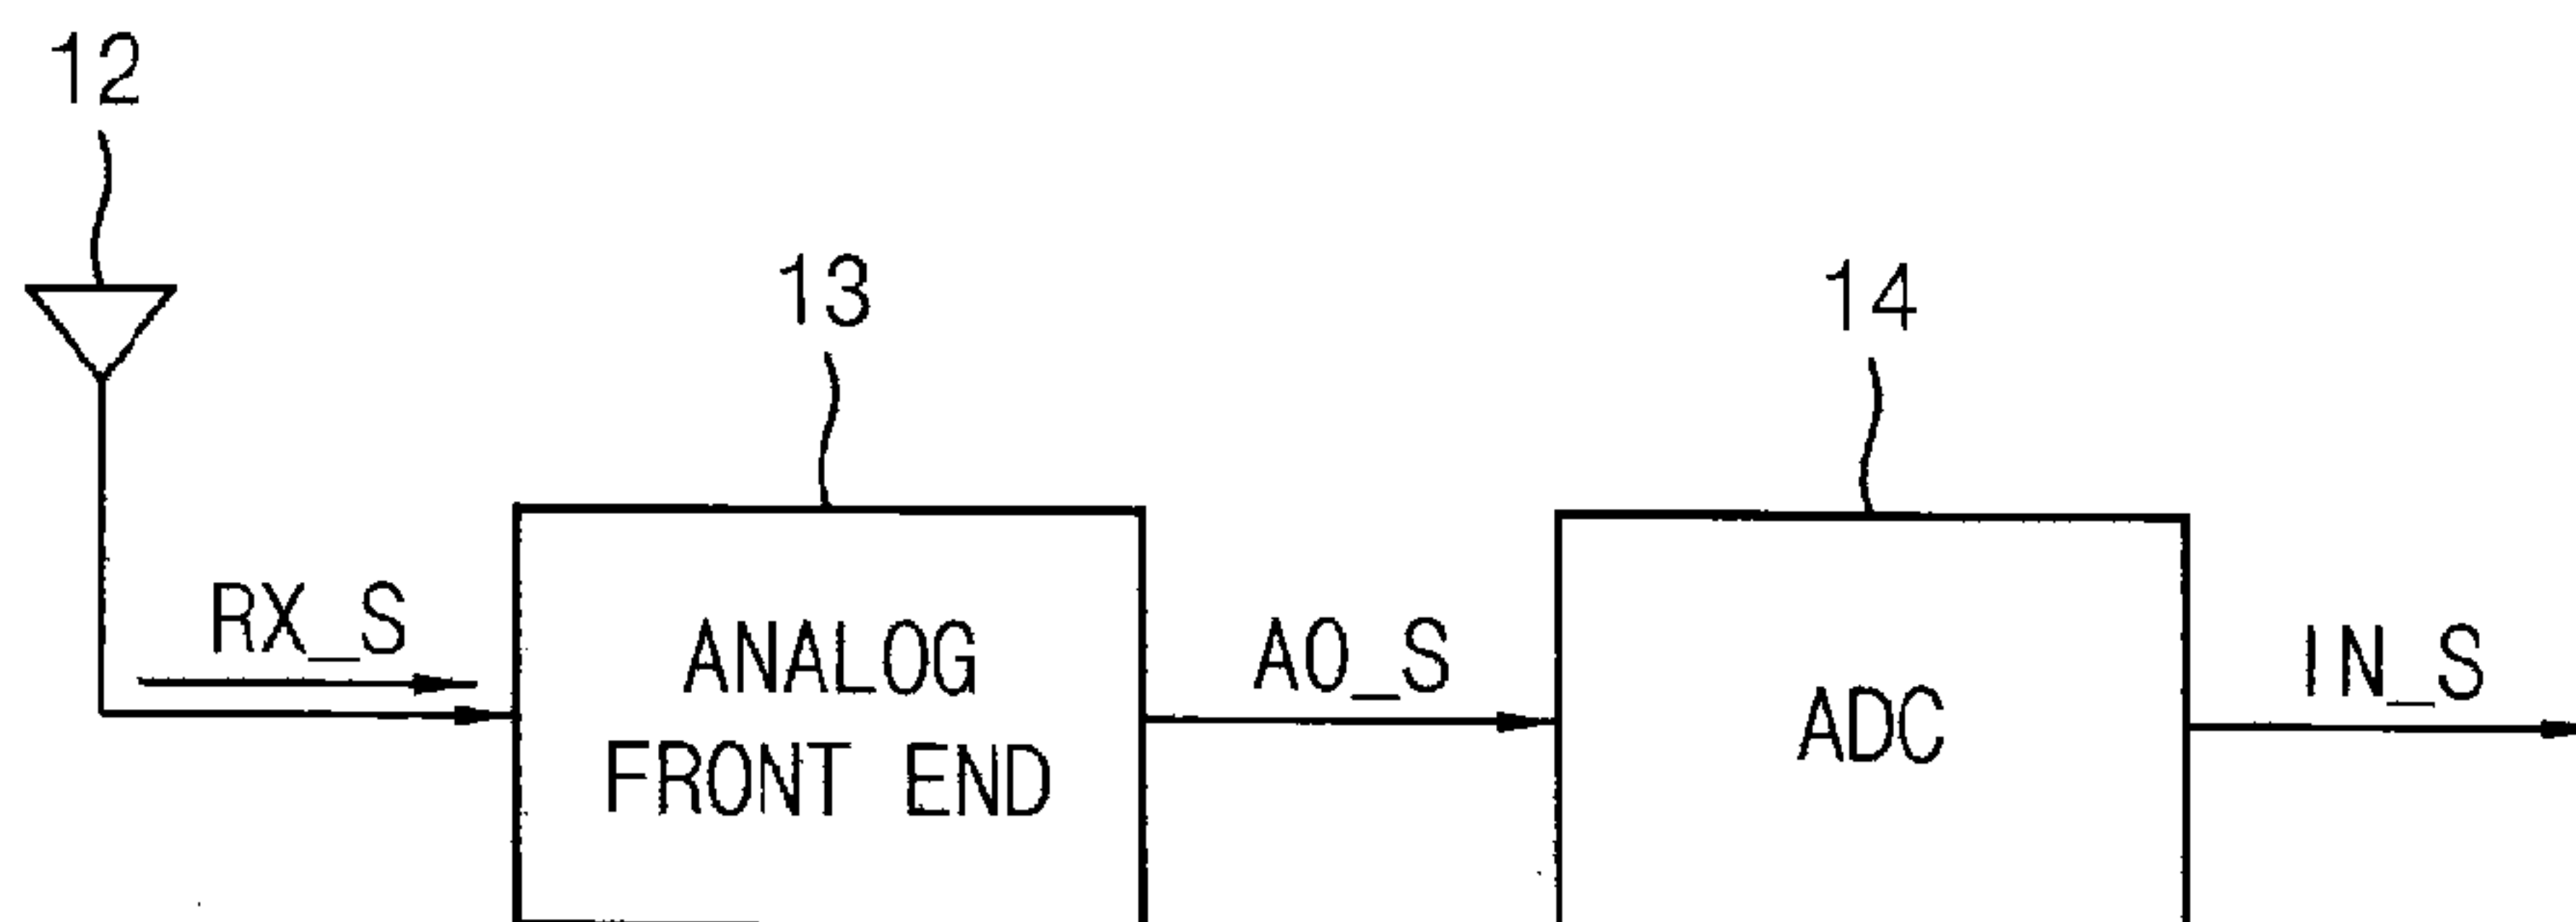 12
13
14
RX_S
ANALOG
FRONT END
AO_S
ADC
IN_S